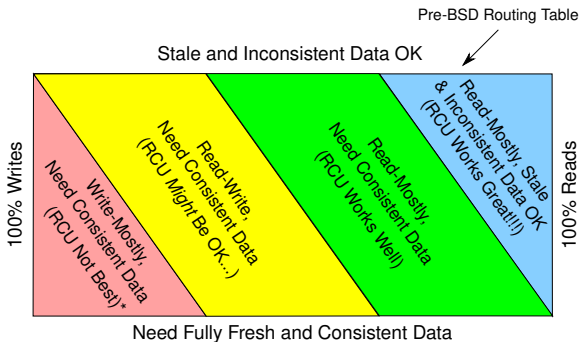 Pre-BSD Routing Table
Stale and Inconsistent Data OK
100% Writes
Write-Mostly,
Need Consistent Data
(RCU Not Best)*
Read-Write,
Need Consistent Data
(RCU Might Be OK...)
Read-Mostly,
Need Consistent Data
(RCU Works Well)
Read-Mostly, Stale
& Inconsistent Data OK
(RCU Works Great!!!)
100% Reads
Need Fully Fresh and Consistent Data